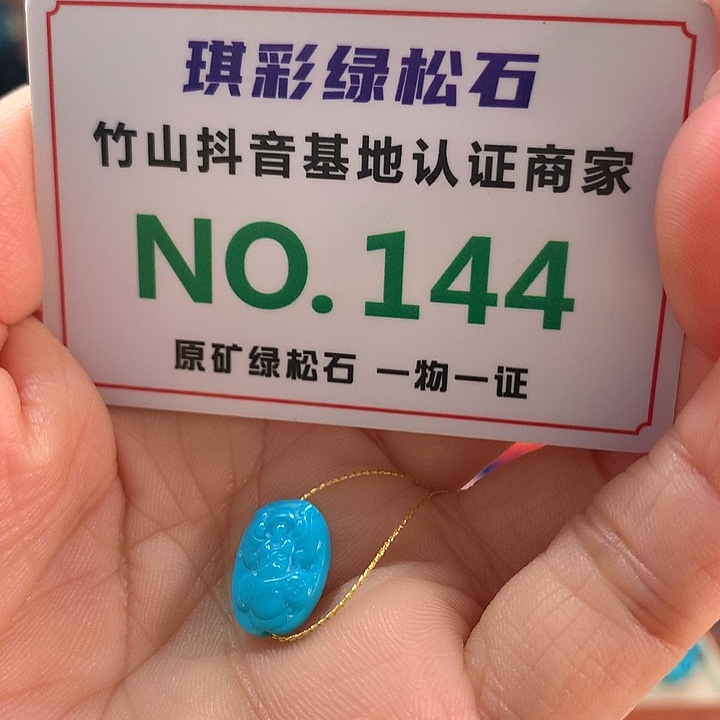 琪彩绿松石
竹山抖音基地认证商家
NO.144
原矿绿松石 一物一证